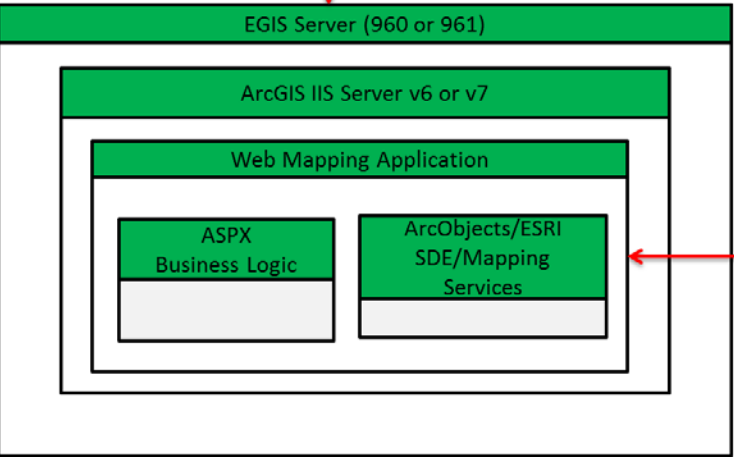 EGIS Server (960 or 961)
ArcGIS IIS Server v6 or v7
Web Mapping Application
ASPX
Business Logic
ArcObjects/ESRI
SDE/Mapping
Services